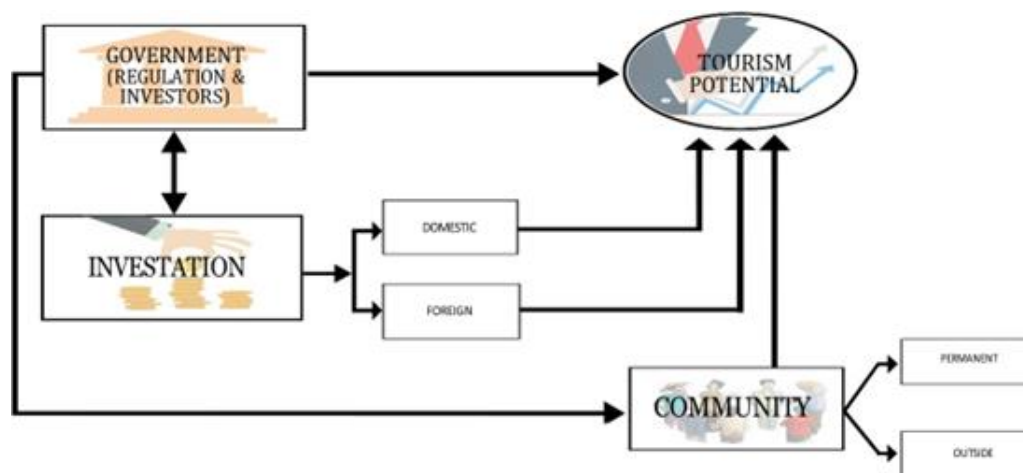 GOVERNMENT
(REGULATION &
INVESTORS)
TOURISM
POTENTIAL
INVESTATION
DOMESTIC
FOREIGN
COMMUNITY
PERMANENT
OUTSIDE